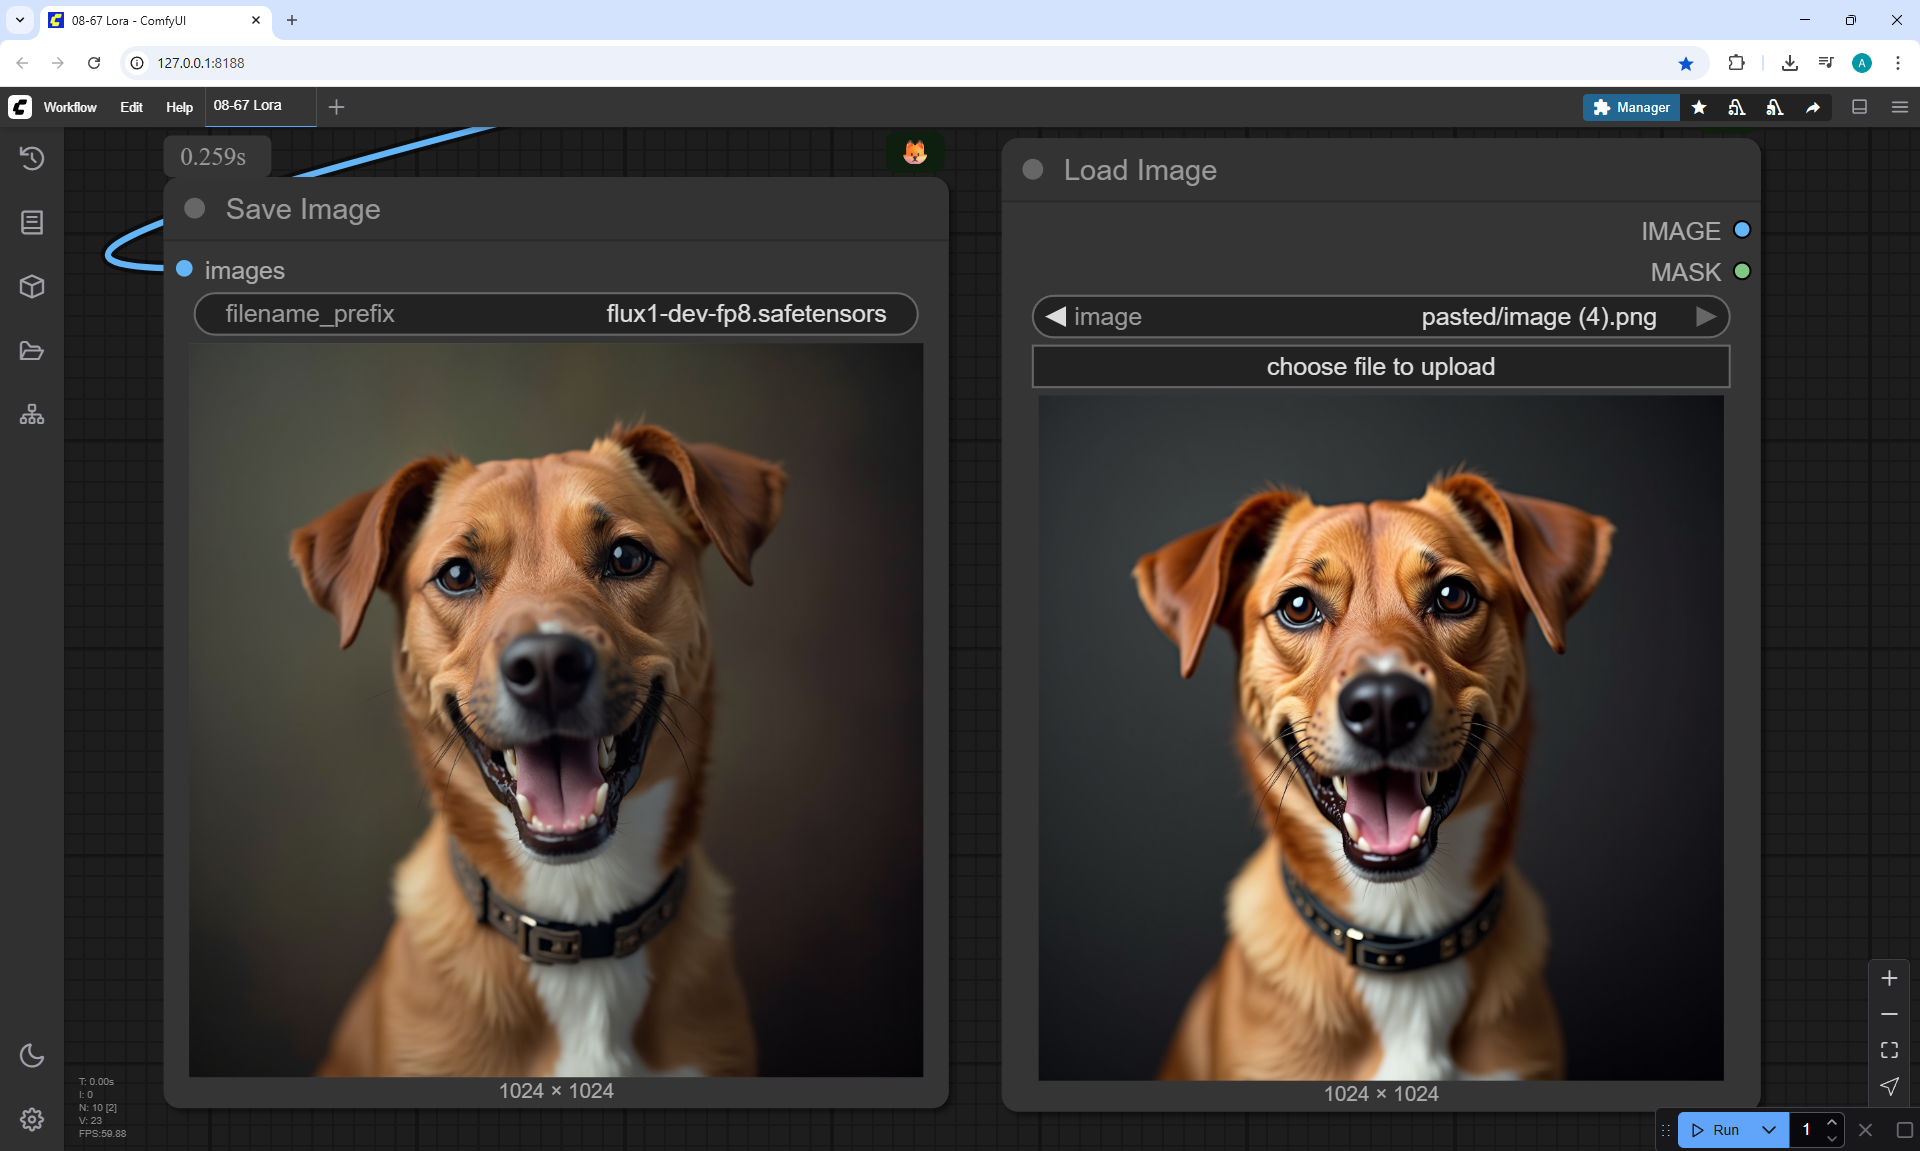 08-67 Lora - ComfyUI
127.0.0.1:8188
A
Workflow
Edit
Help
08-67 Lora
Manager
0.259s
Save Image
images
filename_prefix
flux1-dev-fp8.safetensors
1024 × 1024
Load Image
IMAGE
MASK
image
pasted/image (4).png
choose file to upload
1024 × 1024
T: 0.00s
I: 0
N: 10 [2]
V: 23
FPS:59.88
Run
1